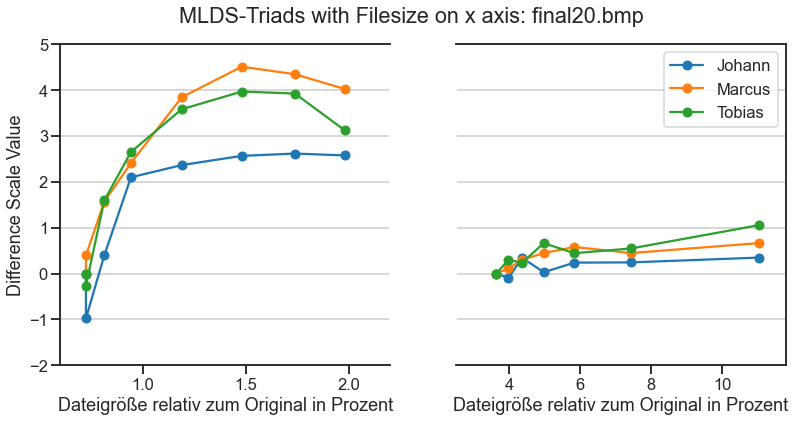 MLDS-Triads with Filesize on x axis: final20.bmp
Difference Scale Value
5
4
3
2
1
0
−1
−2
1.0 1.5 2.0
Dateigröße relativ zum Original in Prozent
Johann
Marcus
Tobias
4 6 8 10
Dateigröße relativ zum Original in Prozent